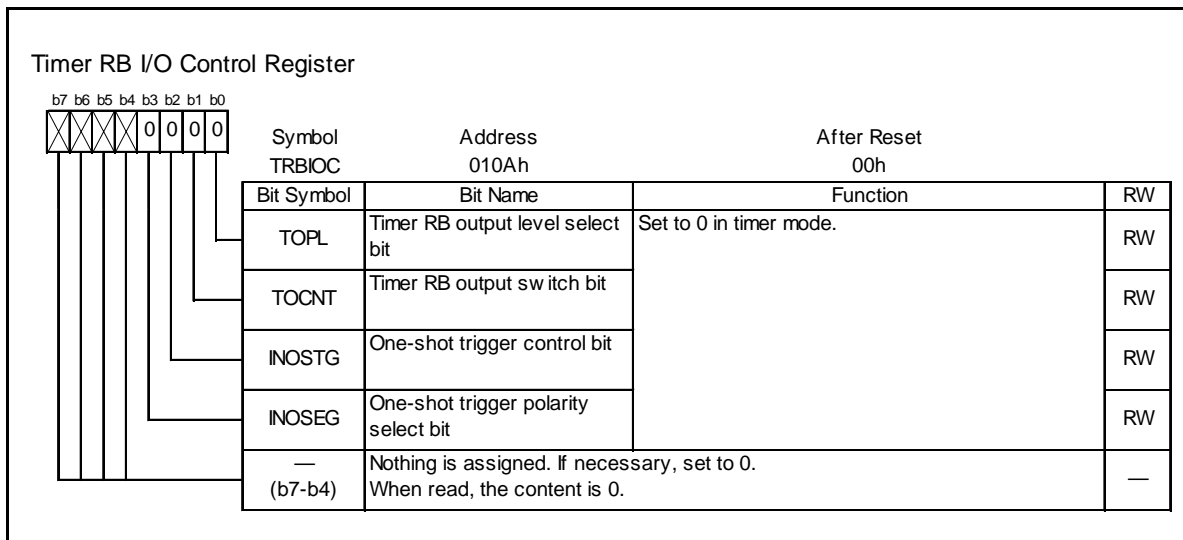 Timer RB I/O Control Register
b7 b6 b5 b4 b3 b2 b1 b0
0 0 0 0
Symbol Address After Reset
TRBIOC 010Ah 00h
Bit Symbol Bit Name Function RW
TOPL Timer RB output level select bit Set to 0 in timer mode. RW
TOCNT Timer RB output switch bit RW
INOSTG One-shot trigger control bit RW
INOSEG One-shot trigger polarity select bit RW
— (b7-b4) Nothing is assigned. If necessary, set to 0. —
When read, the content is 0.